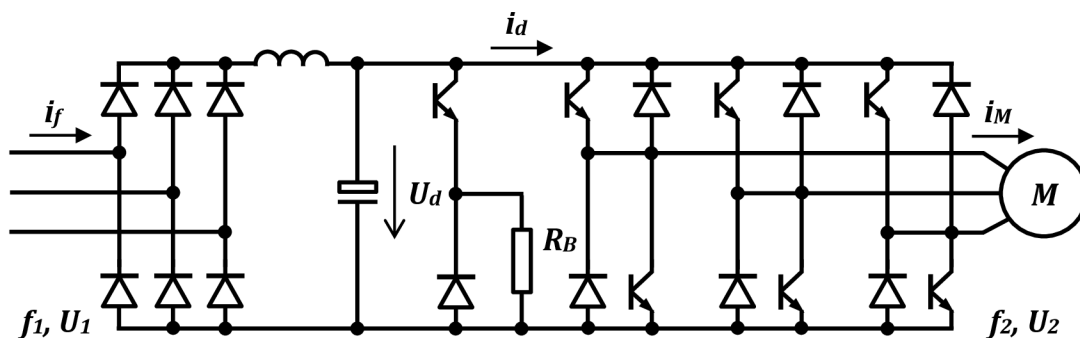 i_d
i_f
i_M
U_d
R_B
M
f_1, U_1
f_2, U_2